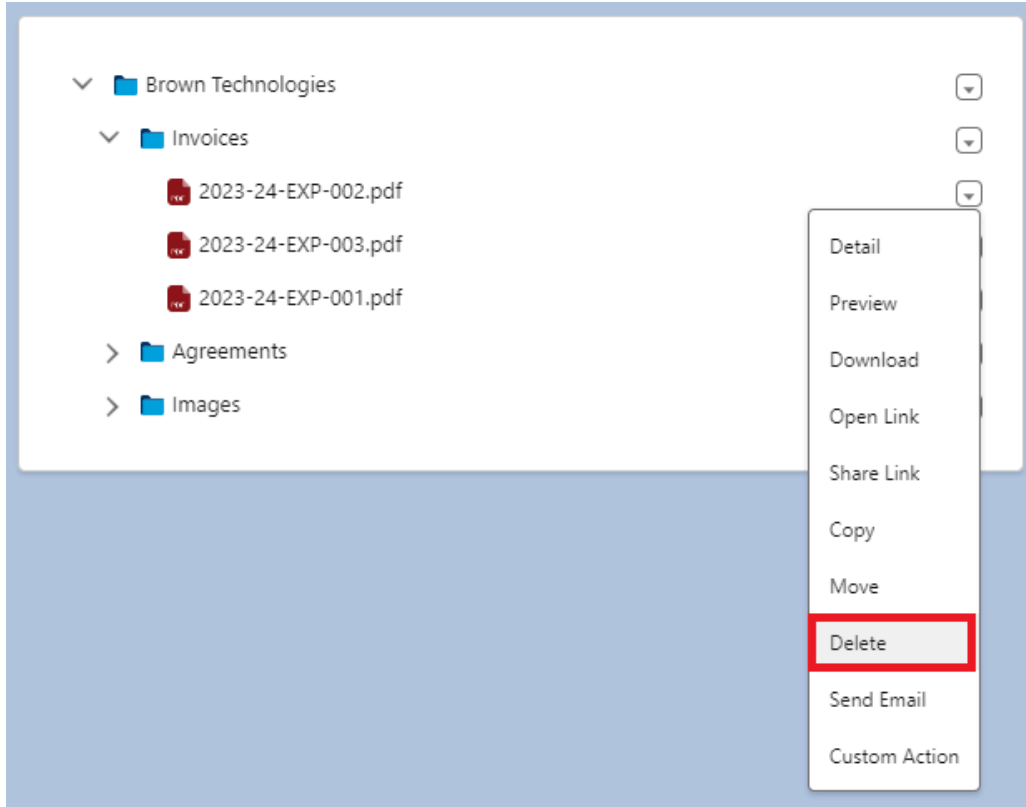 Brown Technologies
Invoices
2023-24-EXP-002.pdf
2023-24-EXP-003.pdf
2023-24-EXP-001.pdf
Agreements
Images
Detail
Preview
Download
Open Link
Share Link
Copy
Move
Delete
Send Email
Custom Action